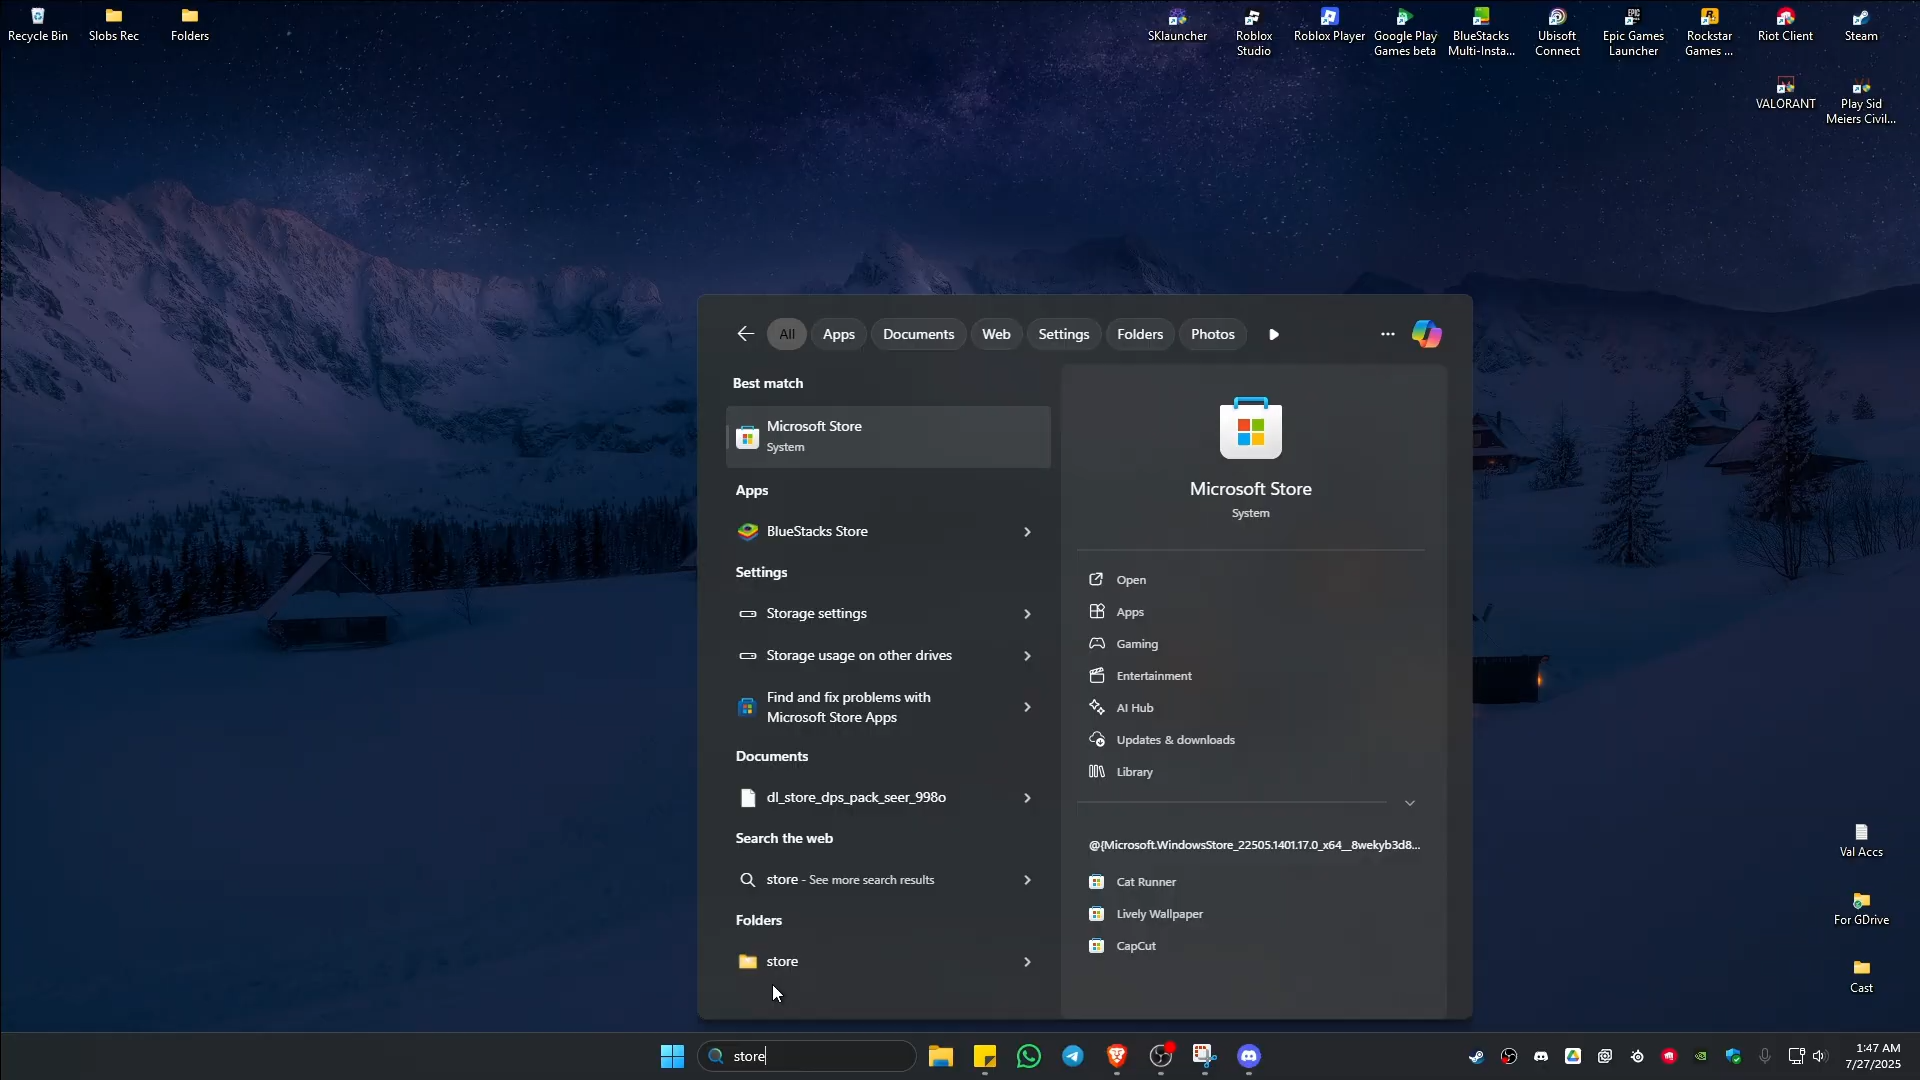 Recycle Bin
Slobs Rec
Folders
SKlauncher
Roblox
Studio
Roblox Player
Google Play
Games beta
BlueStacks
Multi-Insta...
Ubisoft
Connect
Epic Games
Launcher
Rockstar
Games ...
Riot Client
Steam
VALORANT
Play Sid
Meiers Civil...
All
Apps
Documents
Web
Settings
Folders
Photos
Best match
Microsoft Store
System
Apps
BlueStacks Store
Settings
Storage settings
Storage usage on other drives
Find and fix problems with
Microsoft Store Apps
Documents
dl_store_dps_pack_seer_998o
Search the web
store - See more search results
Folders
store
Microsoft Store
System
Open
Apps
Gaming
Entertainment
AI Hub
Updates & downloads
Library
@{Microsoft.WindowsStore_22505.1401.17.0_x64__8wekyb3d8...
Cat Runner
Lively Wallpaper
CapCut
Val Accs
For GDrive
Cast
store
1:47 AM
7/27/2025